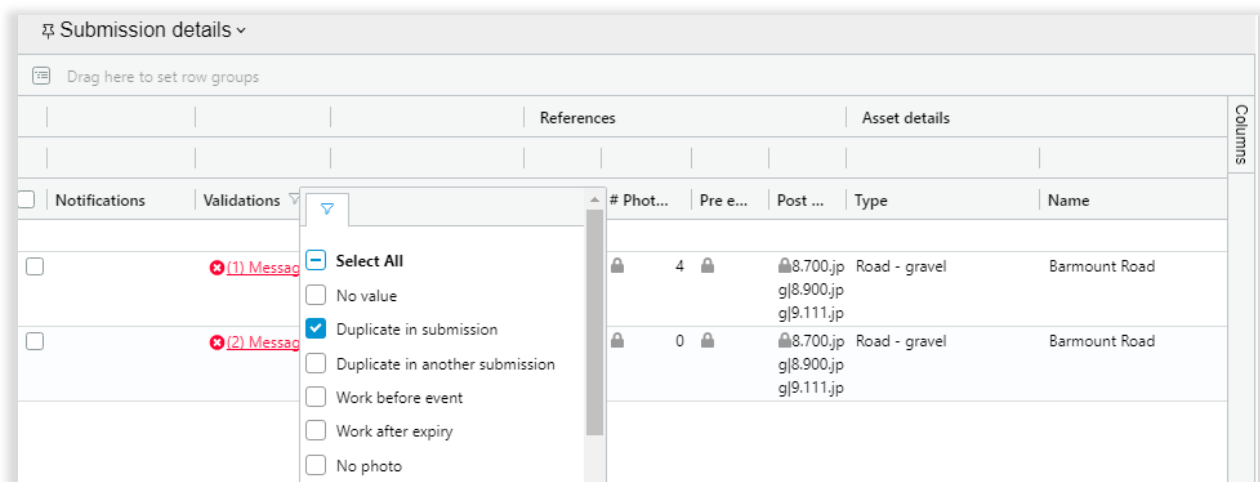 Submission details
Drag here to set row groups
References Asset details
Columns
Notifications Validations # Phot... Pre e... Post ... Type Name
Select All
(1) Messag 4 8.700.jp Road - gravel Barmount Road
No value g|8.900.jp
g|9.111.jp
Duplicate in submission
(2) Messag 0 8.700.jp Road - gravel Barmount Road
Duplicate in another submission g|8.900.jp
g|9.111.jp
Work before event
Work after expiry
No photo